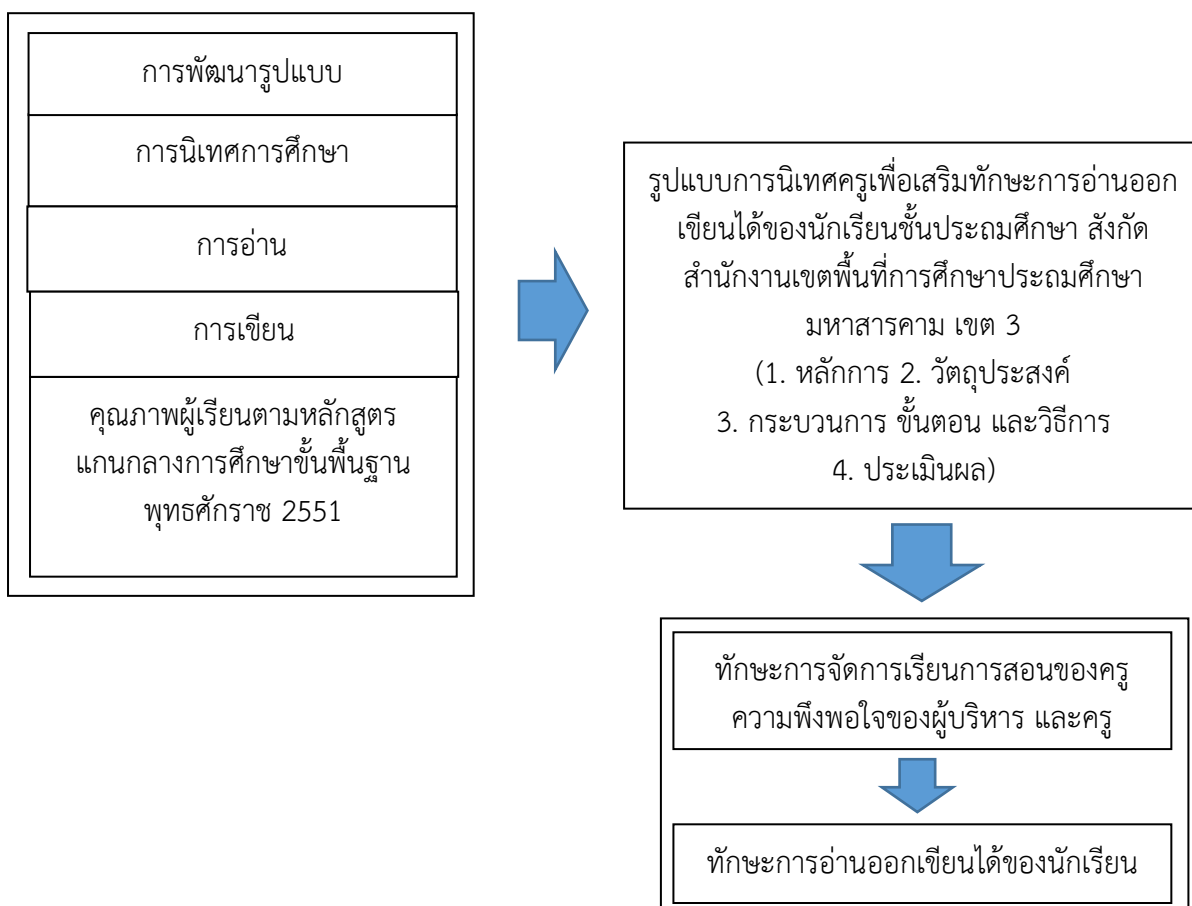 การพัฒนารูปแบบ
การนิเทศการศึกษา
การอ่าน
การเขียน
คุณภาพผู้เรียนตามหลักสูตร
แกนกลางการศึกษาขั้นพื้นฐาน
พุทธศักราช 2551
รูปแบบการนิเทศครูเพื่อเสริมทักษะการอ่านออก
เขียนได้ของนักเรียนชั้นประถมศึกษา สังกัด
สำนักงานเขตพื้นที่การศึกษาประถมศึกษา
มหาสารคาม เขต 3
(1. หลักการ 2. วัตถุประสงค์
3. กระบวนการ ขั้นตอน และวิธีการ
4. ประเมินผล)
ทักษะการจัดการเรียนการสอนของครู
ความพึงพอใจของผู้บริหาร และครู
ทักษะการอ่านออกเขียนได้ของนักเรียน